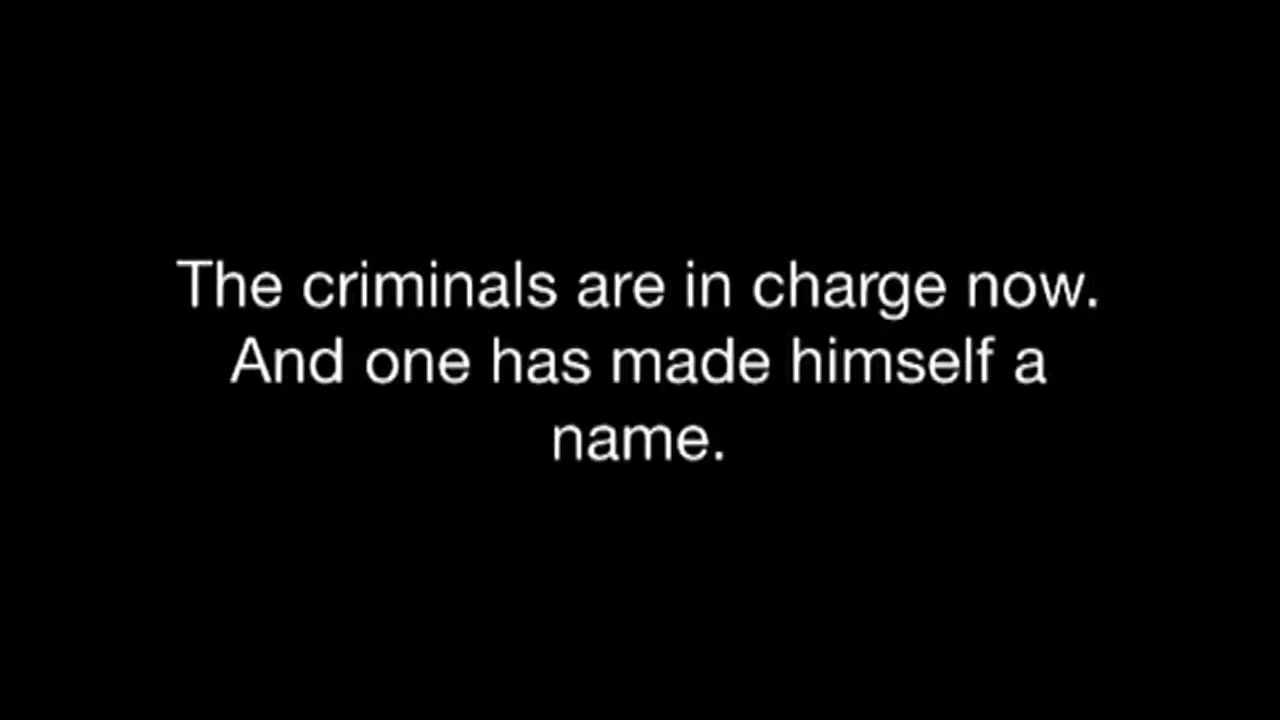 The criminals are in charge now.
And one has made himself a
name.